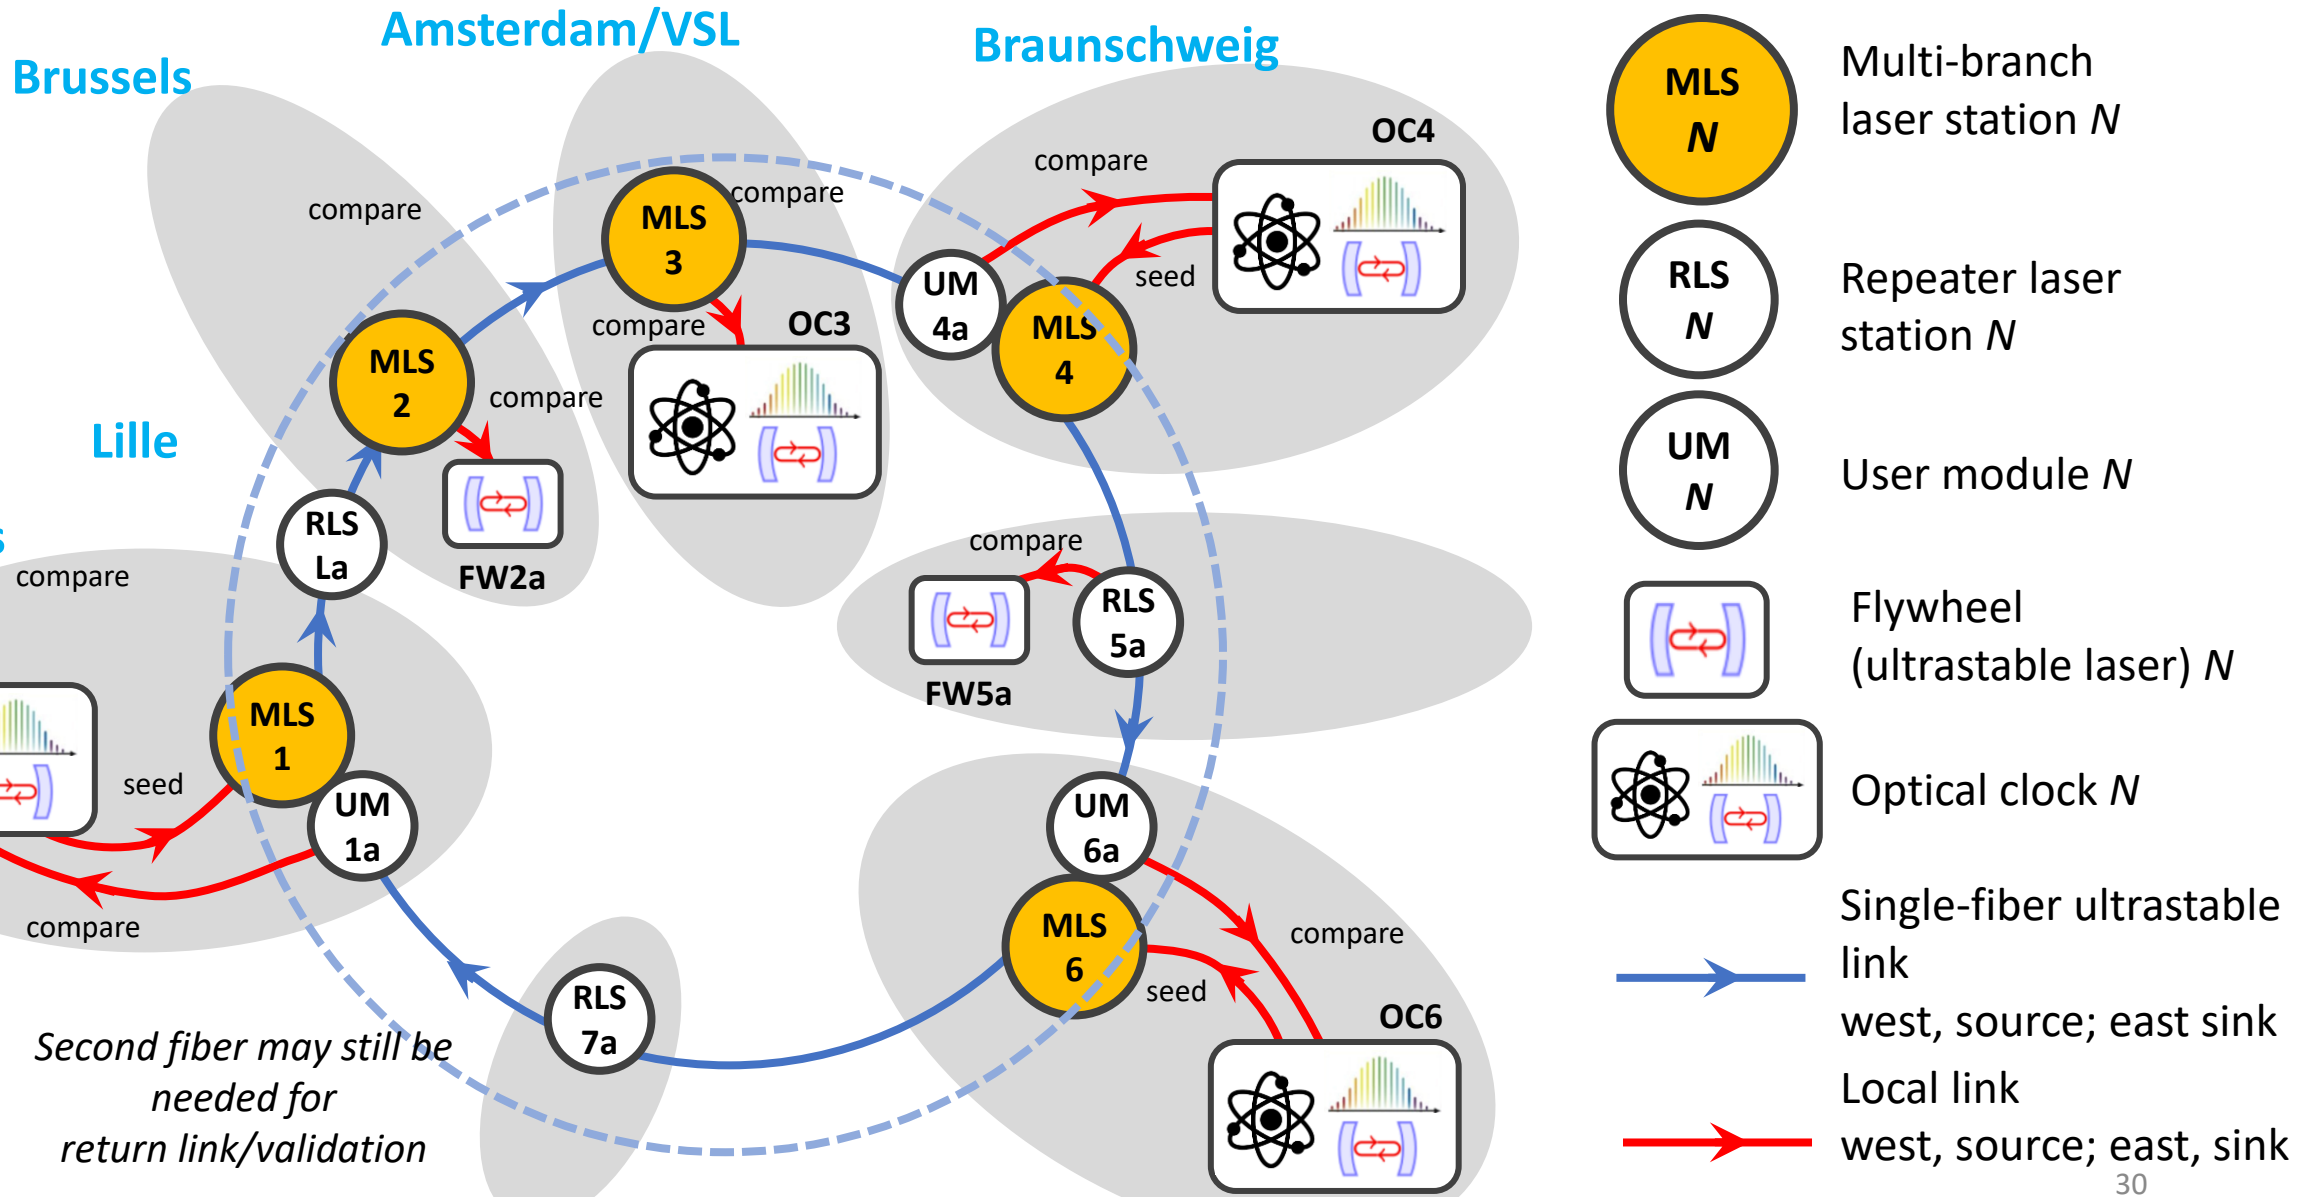 Amsterdam/VSL
Braunschweig
Brussels
Lille
s
compare
compare
compare
compare
compare
compare
compare
compare
compare
compare
seed
seed
seed
MLS
1
MLS
2
MLS
3
MLS
4
MLS
6
UM
1a
UM
4a
UM
6a
RLS
La
RLS
5a
RLS
7a
OC3
OC4
OC6
FW2a
FW5a
Second fiber may still be
needed for
return link/validation
MLS
N
Multi-branch
laser station N
RLS
N
Repeater laser
station N
UM
N
User module N
Flywheel
(ultrastable laser) N
Optical clock N
Single-fiber ultrastable
link
west, source; east sink
Local link
west, source; east, sink
30